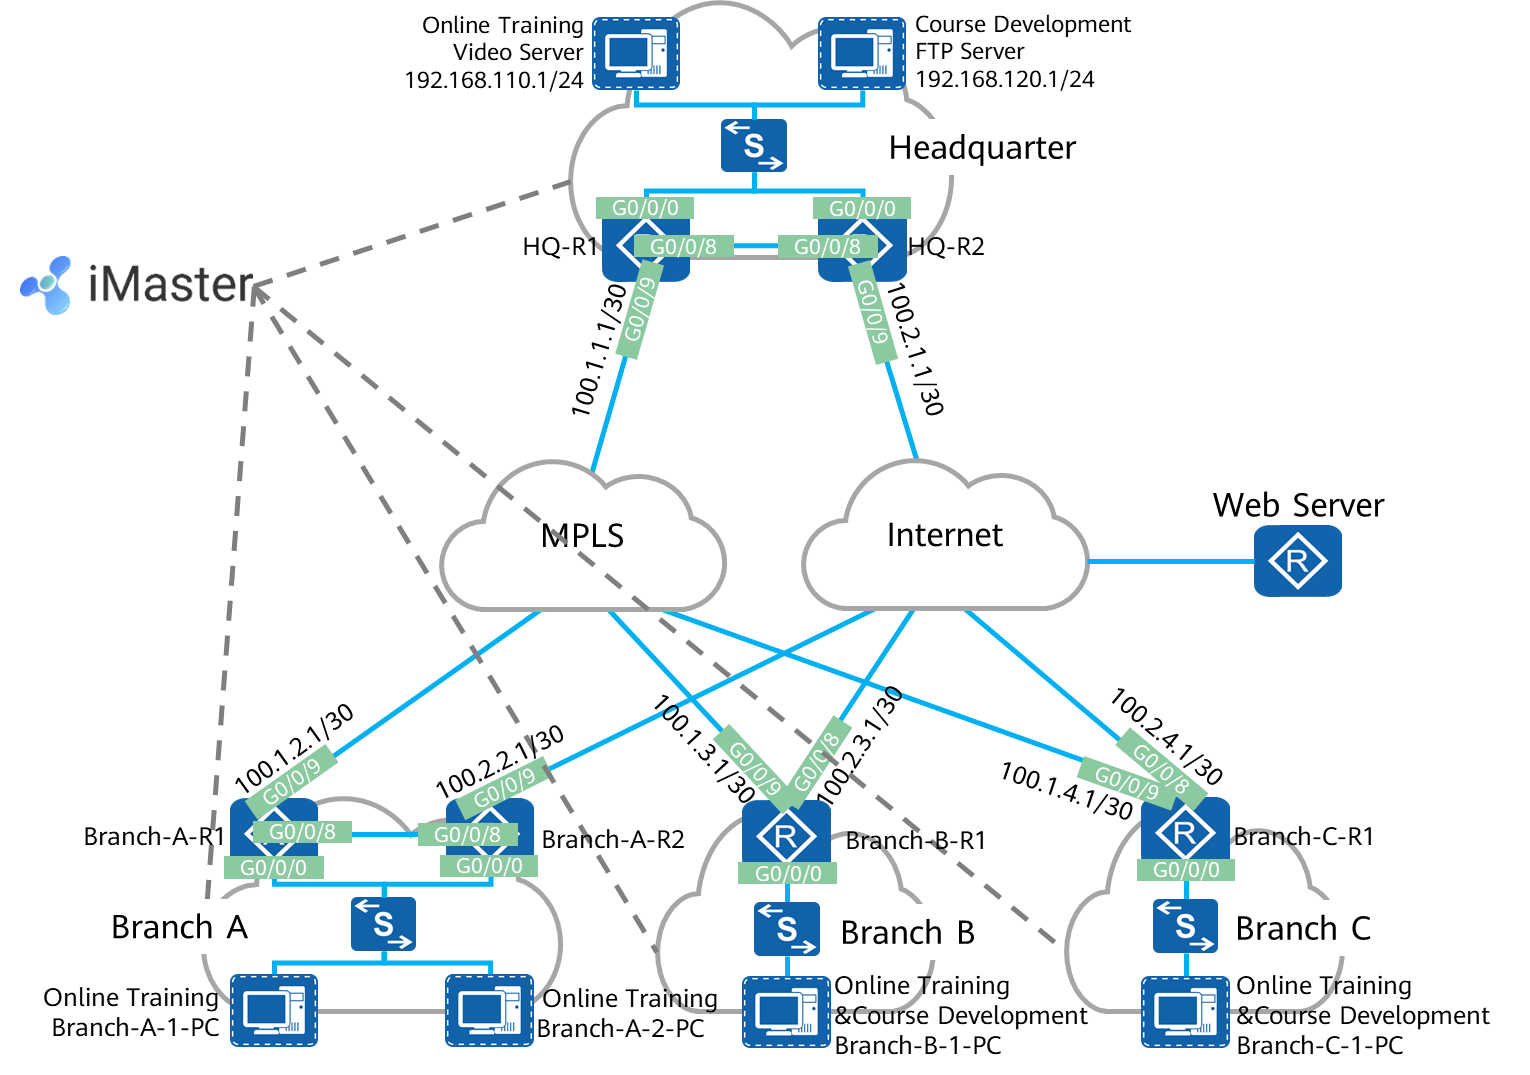 Online Training
Video Server
192.168.110.1/24
Course Development
FTP Server
192.168.120.1/24
S
Headquarter
G0/0/0
G0/0/0
HQ-R1
G0/0/8
G0/0/8
HQ-R2
iMaster
100.1.1.1/30
G0/0/9
G0/0/9
100.2.1.1/30
MPLS
Internet
Web Server
R
100.1.2.1/30
G0/0/9
100.2.2.1/30
G0/0/9
100.1.3.1/30
G0/0/9
G0/0/8
100.2.3.1/30
100.1.4.1/30
G0/0/9
G0/0/8
100.2.4.1/30
Branch-A-R1
G0/0/8
G0/0/8
Branch-A-R2
R
Branch-B-R1
R
Branch-C-R1
G0/0/0
G0/0/0
G0/0/0
G0/0/0
Branch A
S
S
Branch B
S
Branch C
Online Training
Branch-A-1-PC
Online Training
Branch-A-2-PC
Online Training
&Course Development
Branch-B-1-PC
Online Training
&Course Development
Branch-C-1-PC